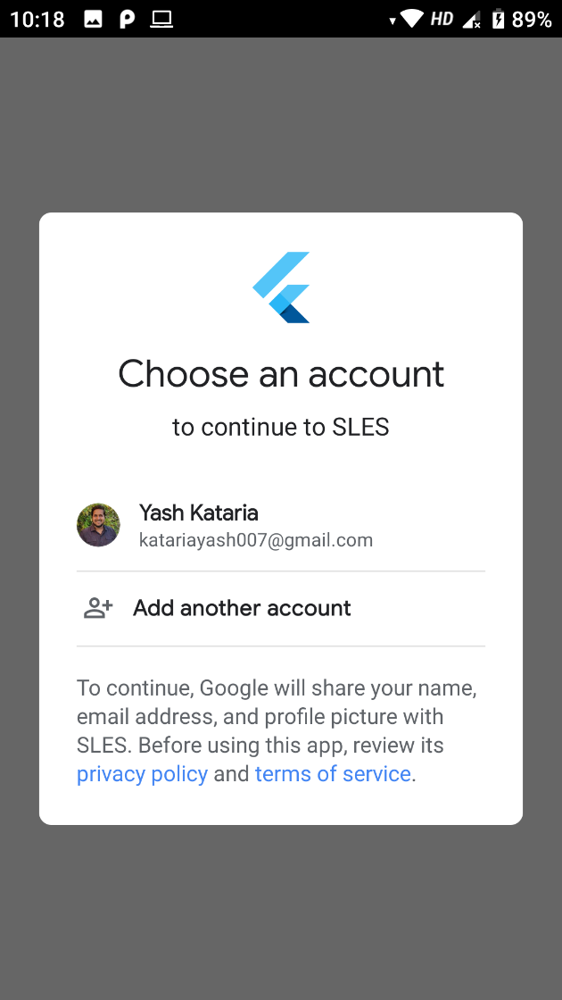 10:18 HD 89%
Choose an account
to continue to SLES
Yash Kataria
katariayash007@gmail.com
Add another account
To continue, Google will share your name,
email address, and profile picture with
SLES. Before using this app, review its
privacy policy and terms of service.